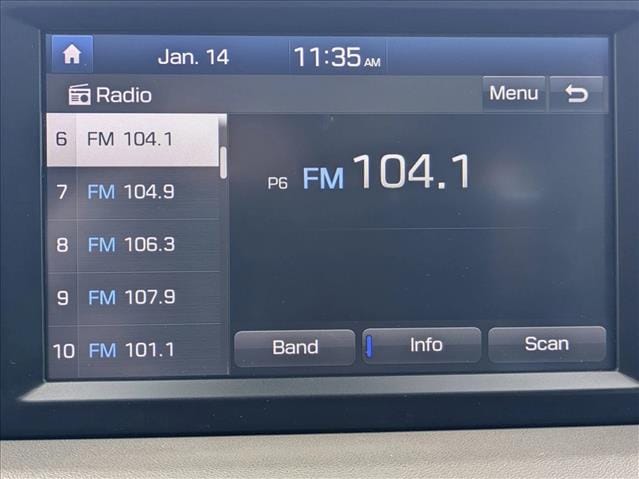 Jan. 14 11:35 AM
Radio Menu
6 FM 104.1
7 FM 104.9
8 FM 106.3
9 FM 107.9
10 FM 101.1
P6 FM 104.1
Band Info Scan